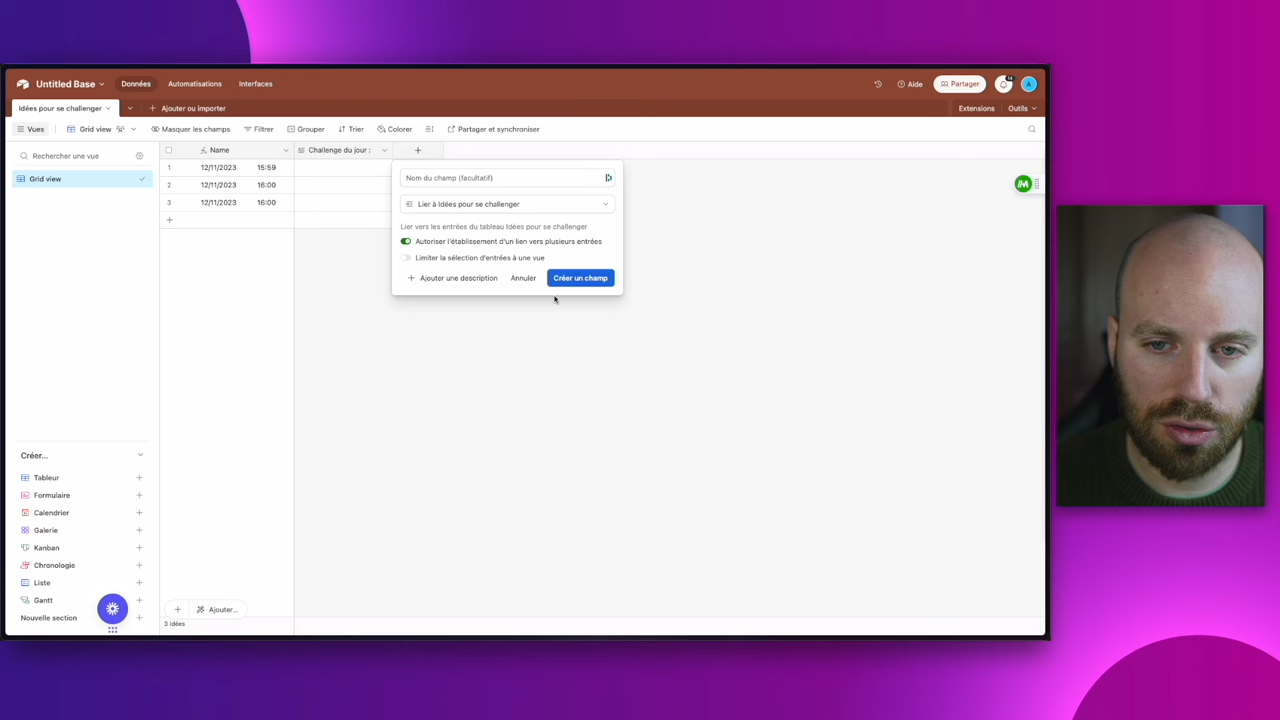 Untitled Base
Données
Automatisations
Interfaces
Aide
Partager
14
A
Idées pour se challenger
Ajouter ou importer
Extensions
Outils
Vues
Grid view
Masquer les champs
Filtrer
Grouper
Trier
Colorer
Partager et synchroniser
Rechercher une vue
Grid view
Name
Challenge du jour :
1 12/11/2023 15:59
2 12/11/2023 16:00
3 12/11/2023 16:00
Nom du champ (facultatif)
Lier à Idées pour se challenger
Lier vers les entrées du tableau Idées pour se challenger
Autoriser l'établissement d'un lien vers plusieurs entrées
Limiter la sélection d'entrées à une vue
Ajouter une description
Annuler
Créer un champ
Créer...
Tableur
Formulaire
Calendrier
Galerie
Kanban
Chronologie
Liste
Gantt
Nouvelle section
Ajouter...
3 idées